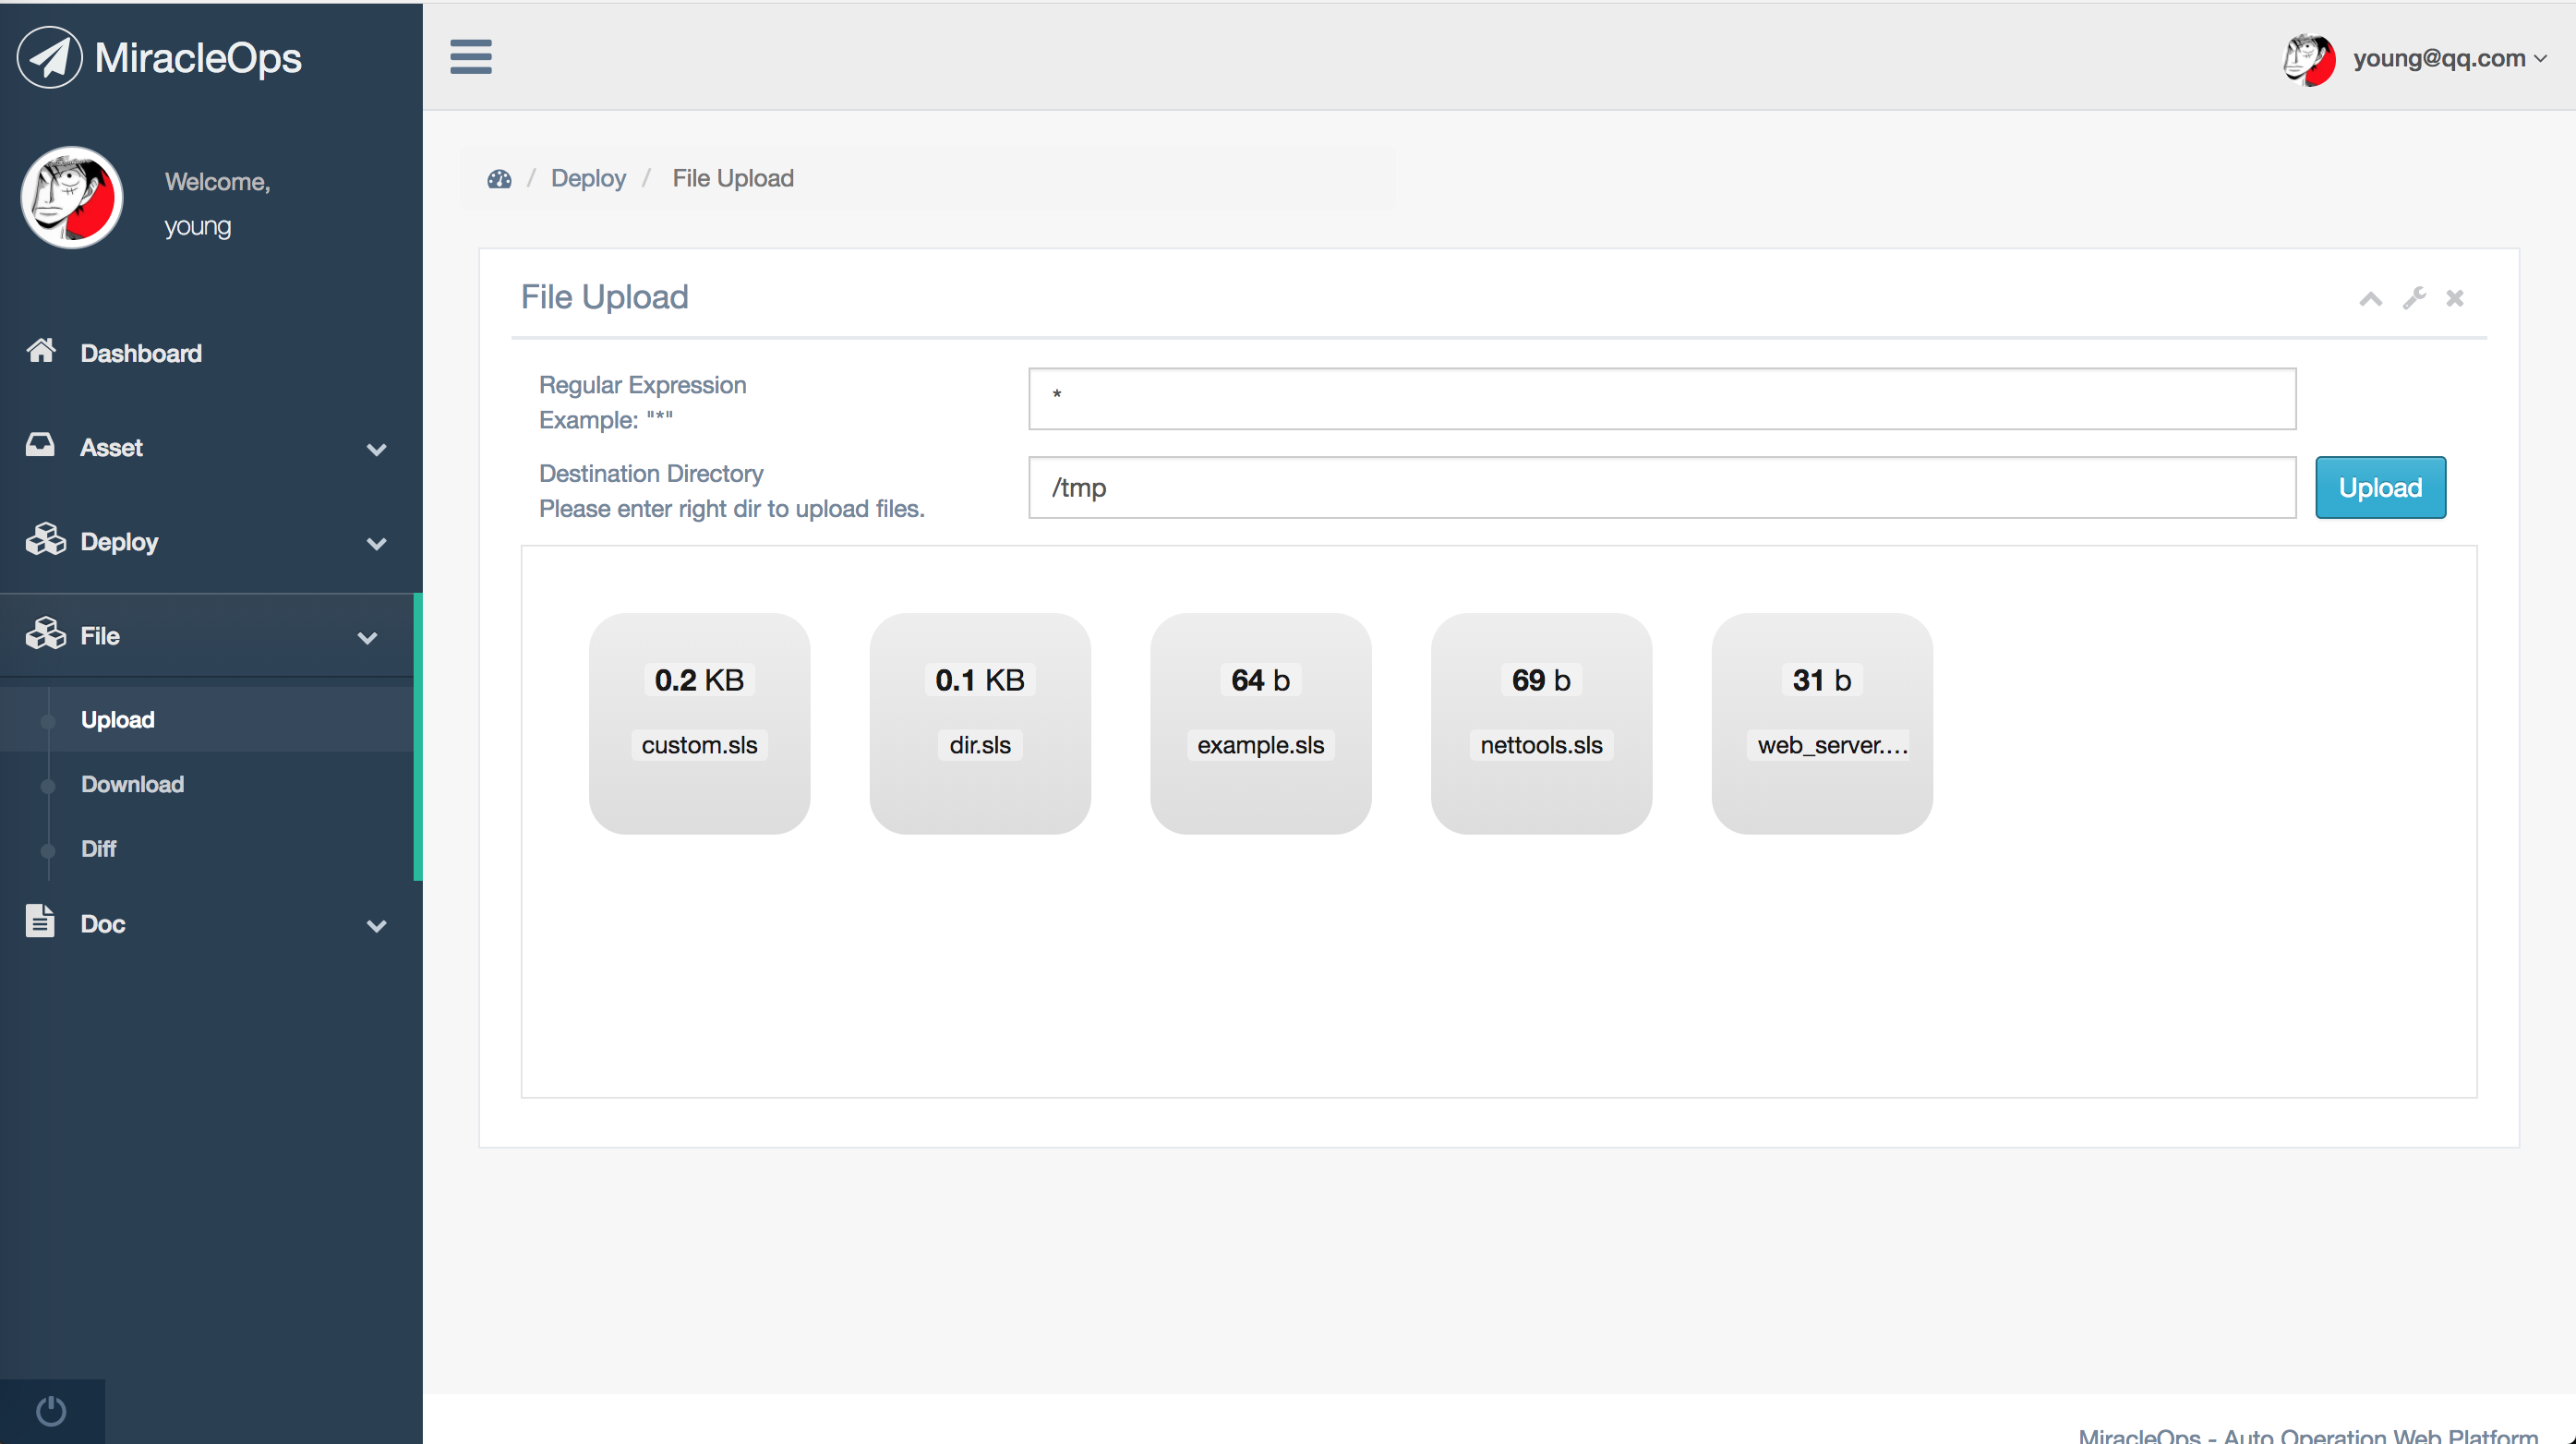 MiracleOps
young@qq.com
Welcome,
young
/ Deploy / File Upload
File Upload
Dashboard
Regular Expression
Example: "*"
*
Asset
Destination Directory
Please enter right dir to upload files.
/tmp
Upload
Deploy
File
0.2 KB
custom.sls
0.1 KB
dir.sls
64 b
example.sls
69 b
nettools.sls
31 b
web_server....
Upload
Download
Diff
Doc
MiracleOps - Auto Operation Web Platform